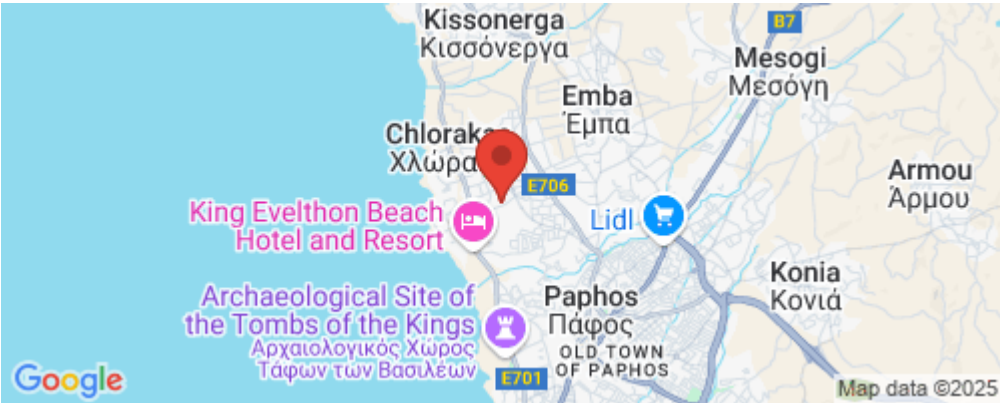 Kissonerga
Κισσόνεργα
B7
Mesogi
Μεσόγη
Emba
Έμπα
Chlorakas
Χλώρα
E706
Armou
Άρμου
King Evelthon Beach
Hotel and Resort
Lidl
Konia
Κονιά
Archaeological Site of
the Tombs of the Kings
Αρχαιολογικός Χώρος
Τάφων των Βασιλέων
Paphos
Πάφος
OLD TOWN
OF PAPHOS
E701
Google
Map data ©2025